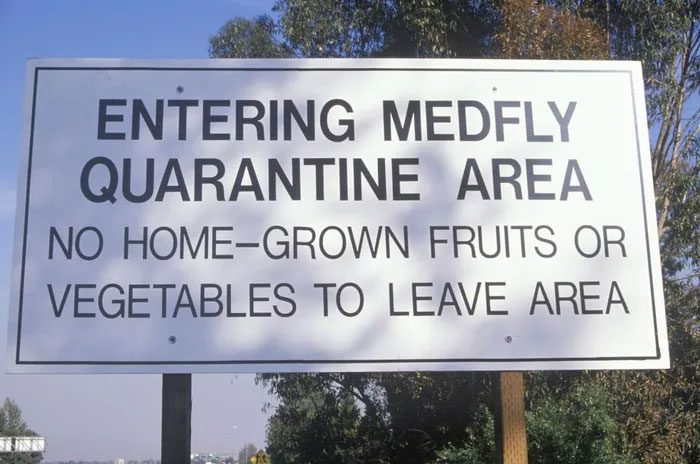 ENTERING MEDFLY
QUARANTINE AREA
NO HOME–GROWN FRUITS OR
VEGETABLES TO LEAVE AREA